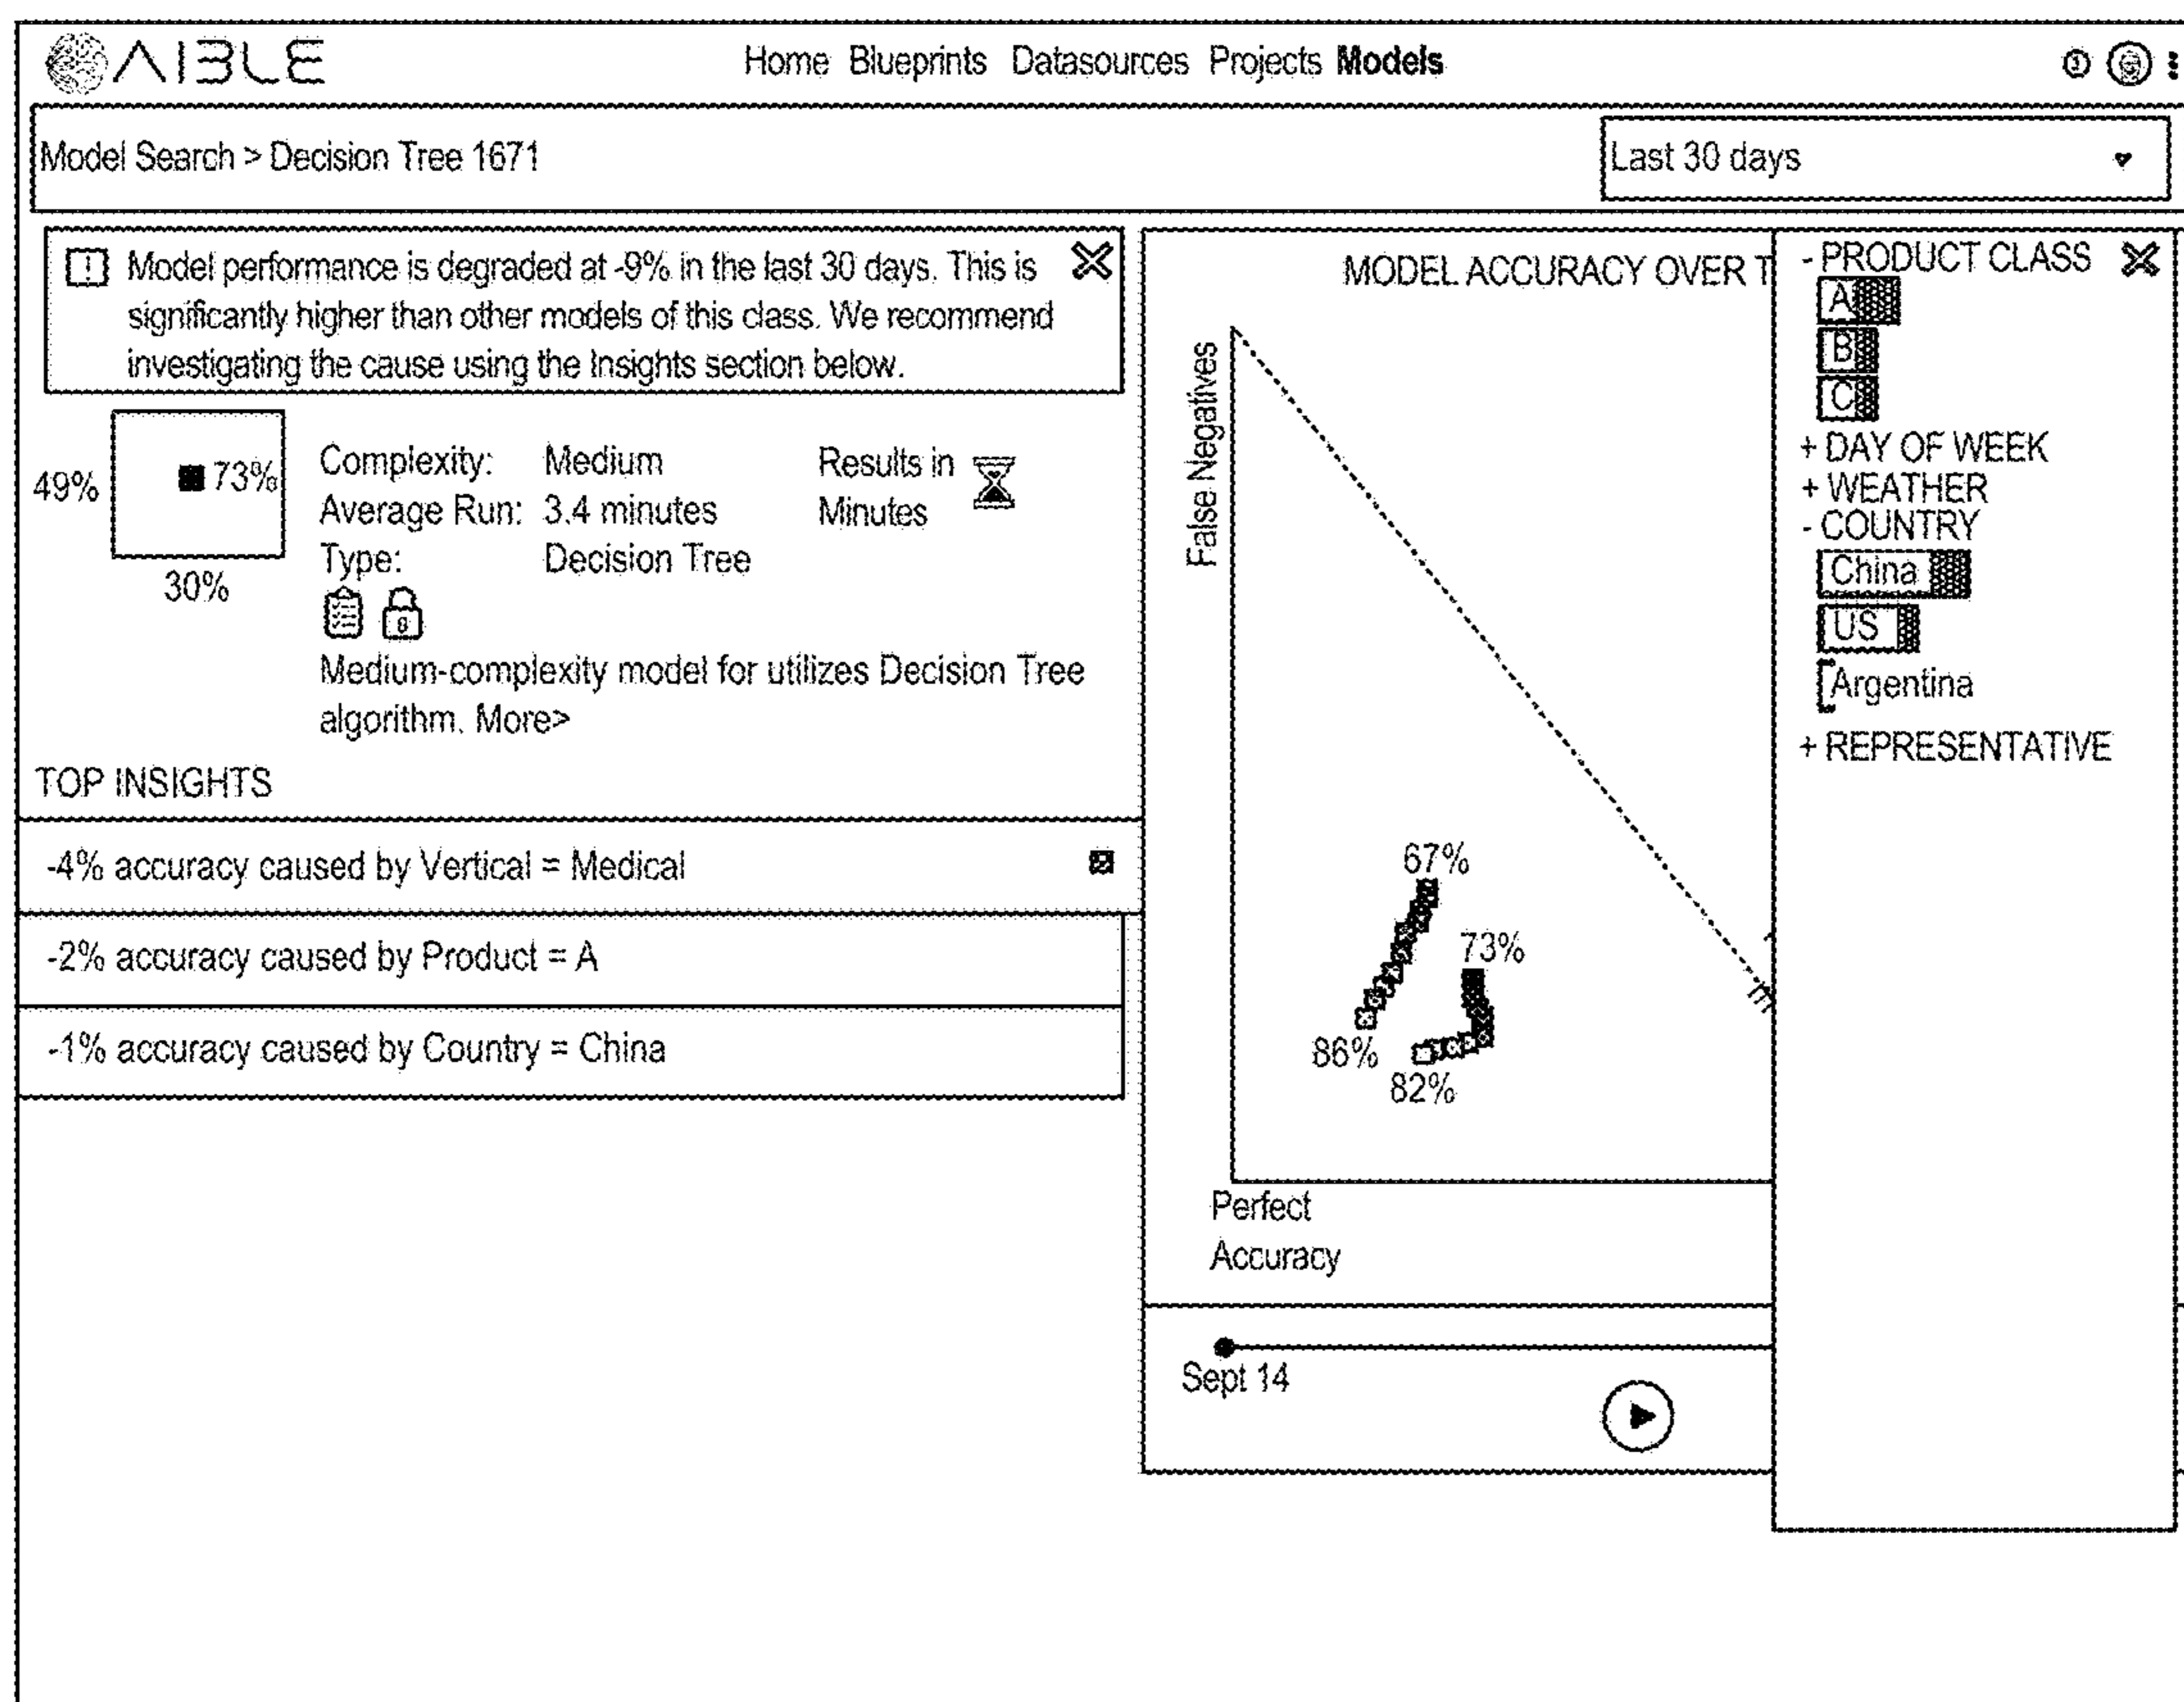 AIBLE
Home Blueprints Datasources Projects Models
Model Search > Decision Tree 1671
Last 30 days
Model performance is degraded at -9% in the last 30 days. This is
significantly higher than other models of this class. We recommend
investigating the cause using the Insights section below.
49%
73%
30%
Complexity: Medium
Average Run: 3.4 minutes
Type: Decision Tree
Results in
Minutes
Medium-complexity model for utilizes Decision Tree
algorithm. More>
TOP INSIGHTS
-4% accuracy caused by Vertical = Medical
-2% accuracy caused by Product = A
-1% accuracy caused by Country = China
MODEL ACCURACY OVER T
False Negatives
67%
73%
86%
82%
Perfect
Accuracy
Sept 14
- PRODUCT CLASS
A
B
C
+ DAY OF WEEK
+ WEATHER
- COUNTRY
China
US
Argentina
+ REPRESENTATIVE